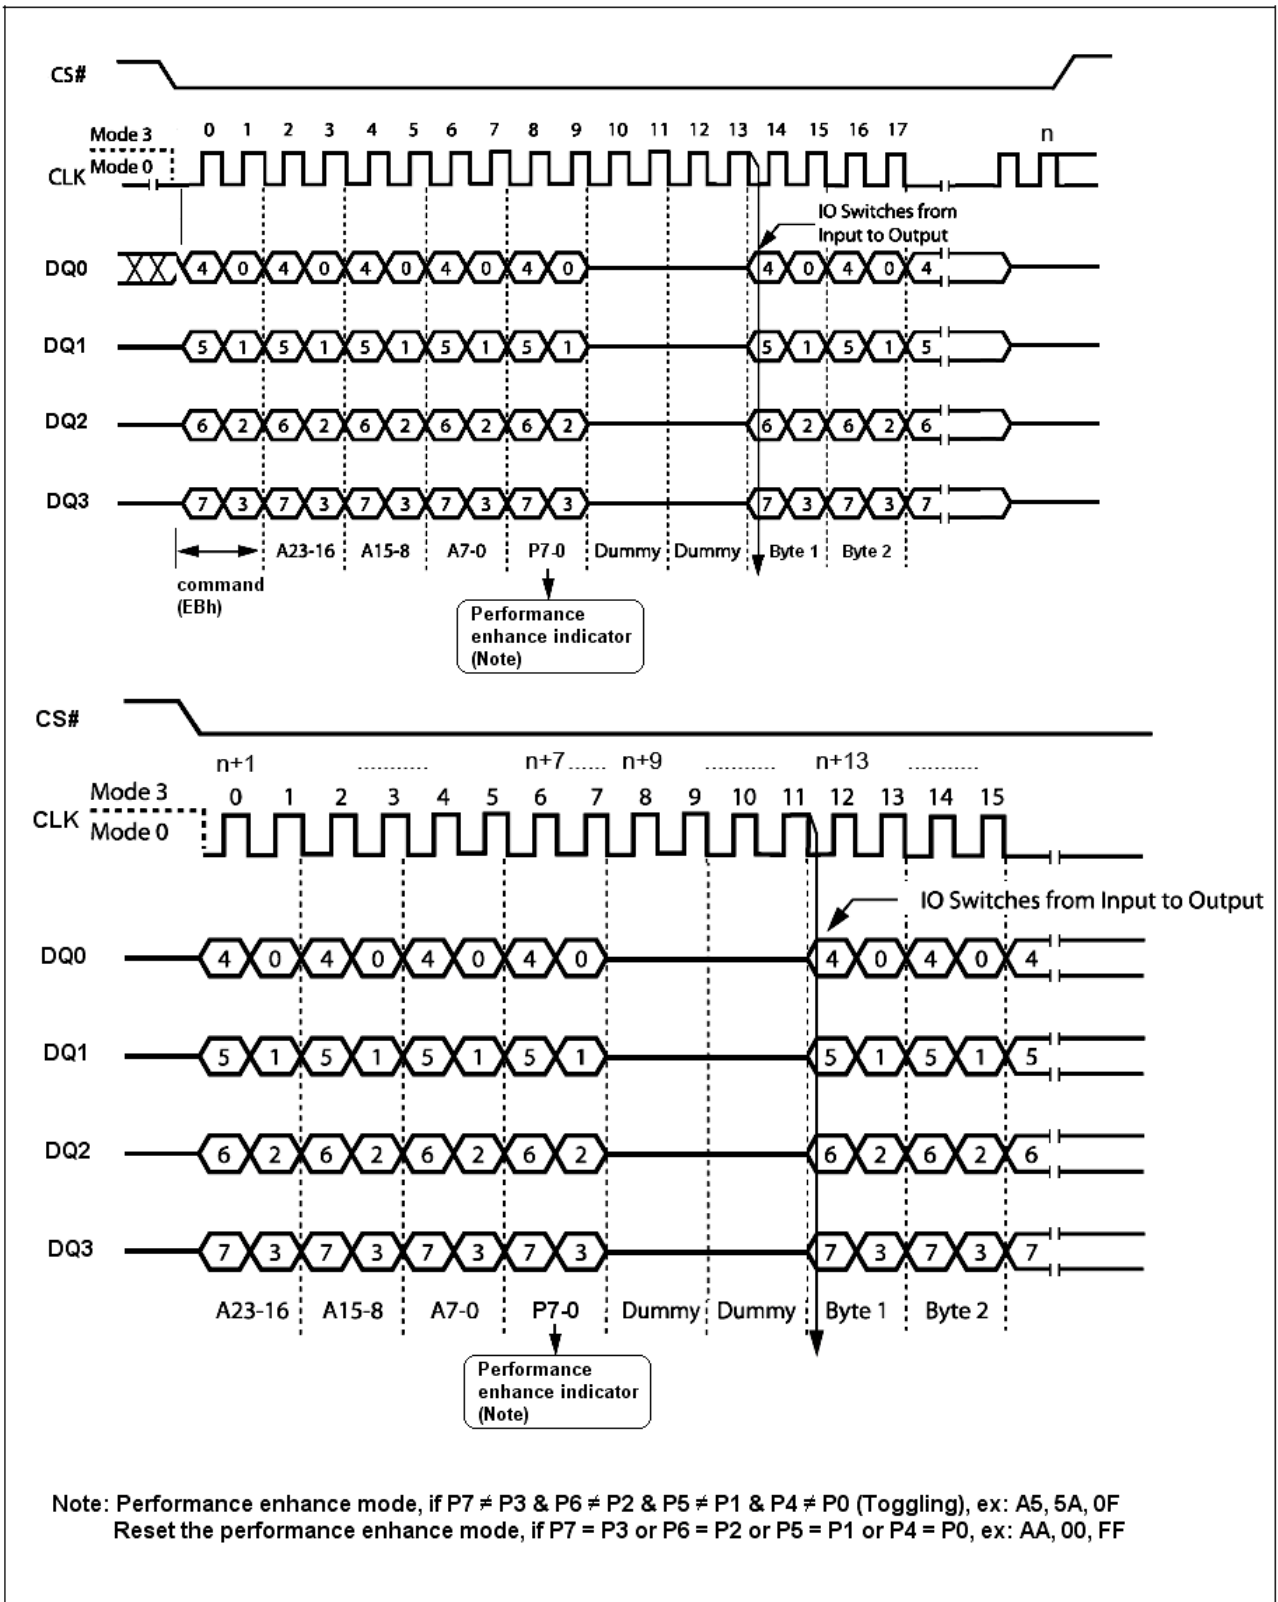 CS#
0 1 2 3 4 5 6 7 8 9 10 11 12 13 14 15 16 17 n
Mode 3
CLK Mode 0
IO Switches from
Input to Output
DQ0 4 0 4 0 4 0 4 0 4 0 4 0 4 0 4
DQ1 5 1 5 1 5 1 5 1 5 1 5 1 5 1 5
DQ2 6 2 6 2 6 2 6 2 6 2 6 2 6 2 6
DQ3 7 3 7 3 7 3 7 3 7 3 7 3 7 3 7
A23-16 A15-8 A7-0 P7-0 Dummy Dummy Byte 1 Byte 2
command
(EBh)
Performance
enhance indicator
(Note)
CS#
n+1 ........... n+7 ...... n+9 ........... n+13 ...........
Mode 3 0 1 2 3 4 5 6 7 8 9 10 11 12 13 14 15
CLK Mode 0
IO Switches from Input to Output
DQ0 4 0 4 0 4 0 4 0 4 0 4 0 4
DQ1 5 1 5 1 5 1 5 1 5 1 5 1 5
DQ2 6 2 6 2 6 2 6 2 6 2 6 2 6
DQ3 7 3 7 3 7 3 7 3 7 3 7 3 7
A23-16 A15-8 A7-0 P7-0 Dummy Dummy Byte 1 Byte 2
Performance
enhance indicator
(Note)
Note: Performance enhance mode, if P7 ≠ P3 & P6 ≠ P2 & P5 ≠ P1 & P4 ≠ P0 (Toggling), ex: A5, 5A, 0F
Reset the performance enhance mode, if P7 = P3 or P6 = P2 or P5 = P1 or P4 = P0, ex: AA, 00, FF